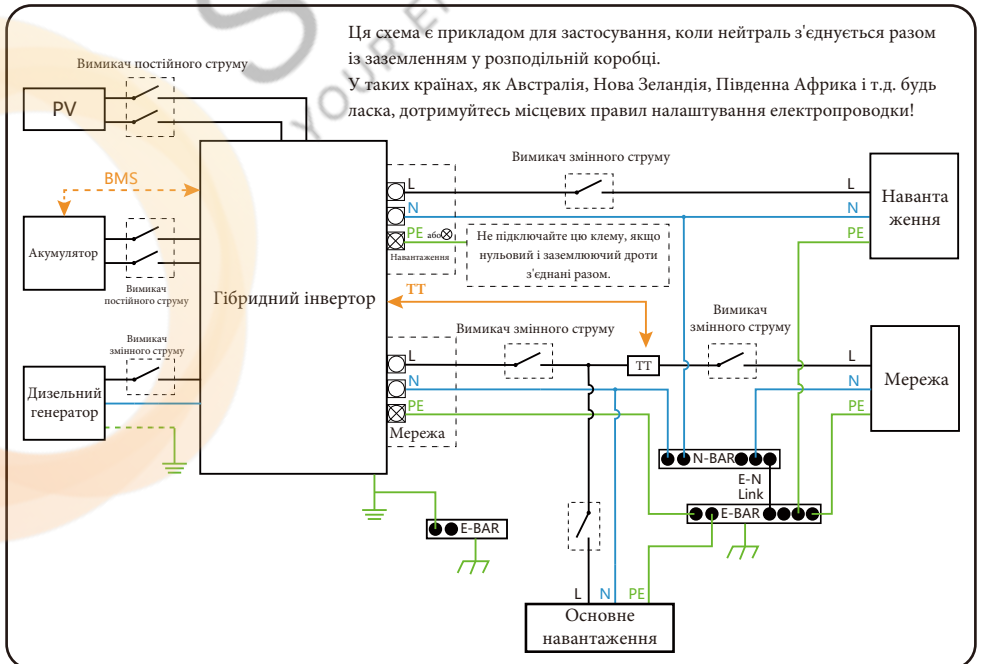 Ця схема є прикладом для застосування, коли нейтраль з'єднується разом
із заземленням у розподільній коробці.
У таких країнах, як Австралія, Нова Зеландія, Південна Африка і т.д. будь
ласка, дотримуйтесь місцевих правил налаштування електропроводки!
YOUR
Вимикач постійного струму
PV
BMS
Акумулятор
Вимикач
постійного струму
Гібридний інвертор
Вимикач
змінного струму
Дизельний
генератор
L
N
PE або
Навантаження
Вимикач змінного струму
Не підключайте цю клему, якщо
нульовий і заземлюючий дроти
з'єднані разом.
L
N
PE
Наванта
ження
ТТ
Вимикач змінного струму
Вимикач
змінного струму
L
N
PE
Мережа
ТТ
L
N
PE
Мережа
N-BAR
E-N
Link
E-BAR
E-BAR
L
N
PE
Основне
навантаження